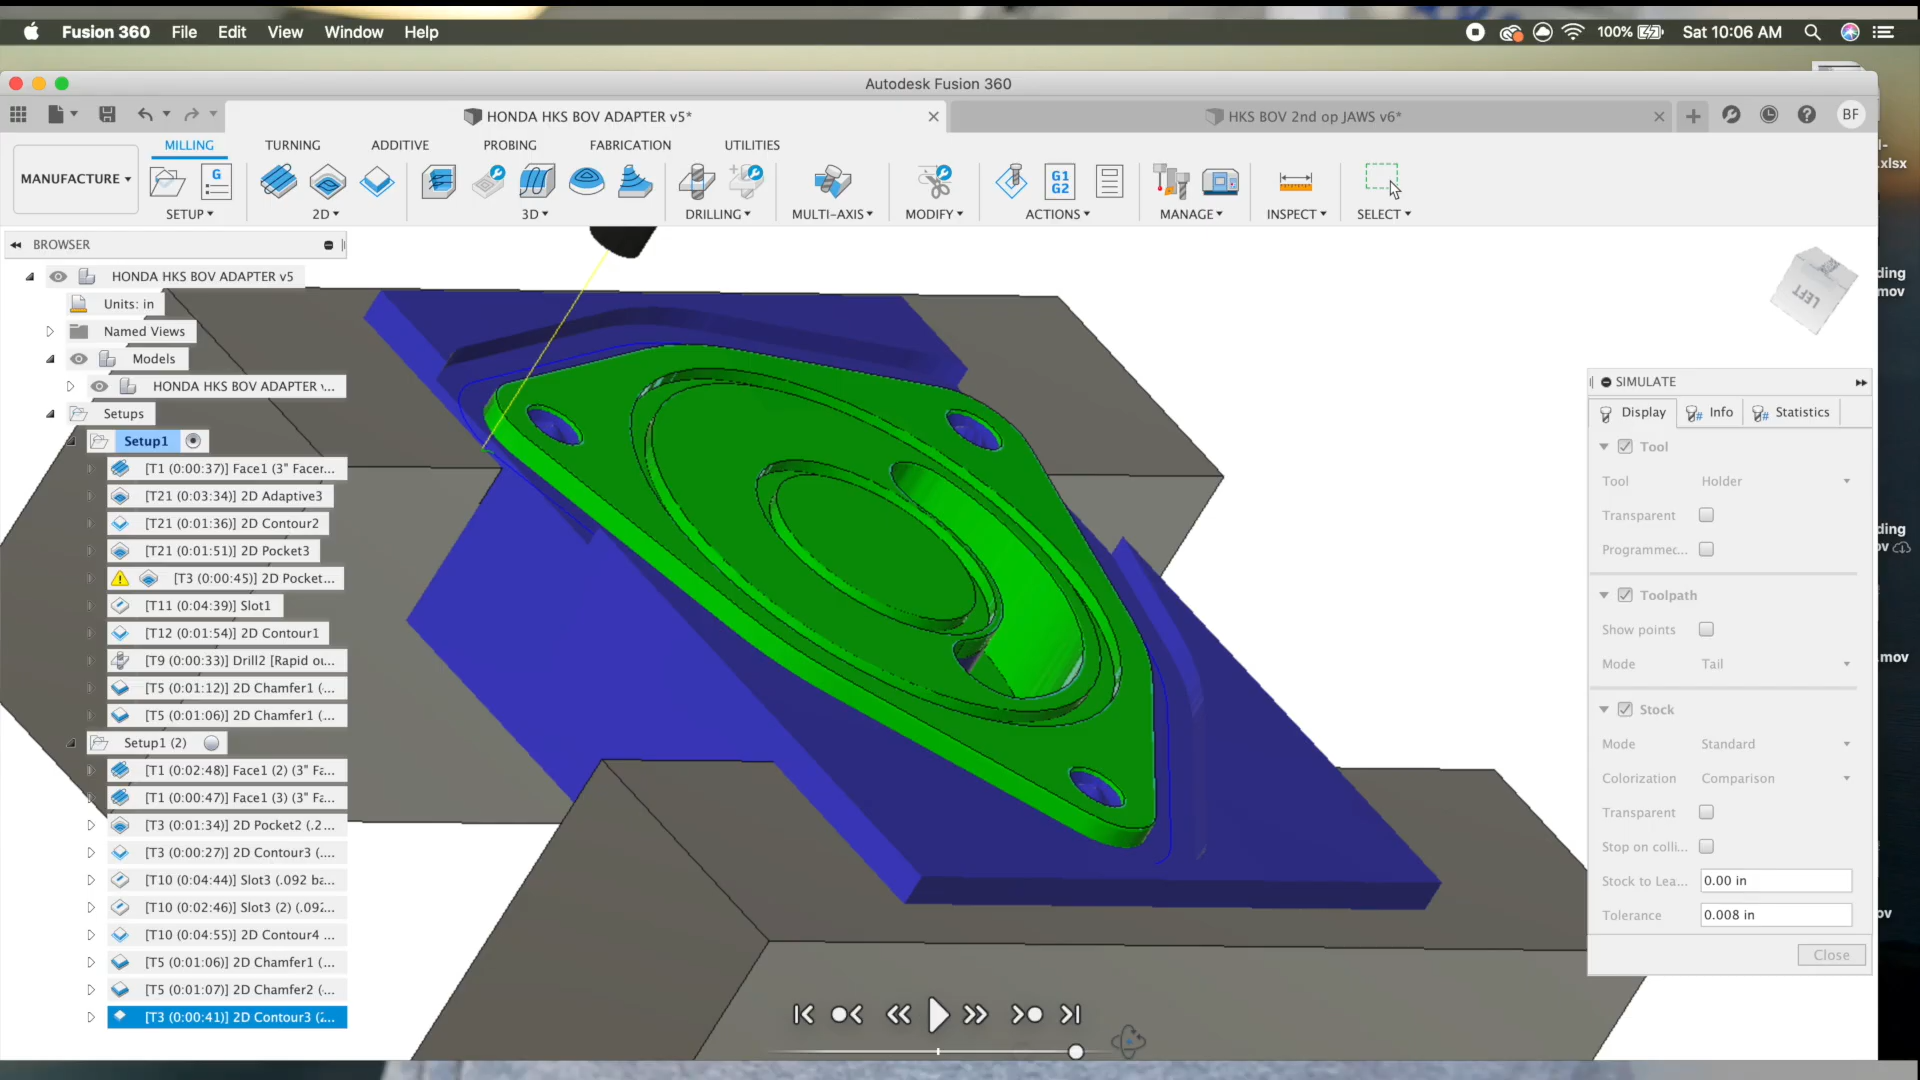 Fusion 360 File Edit View Window Help 100% Sat 10:06 AM
Autodesk Fusion 360
HONDA HKS BOV ADAPTER v5* HKS BOV 2nd op JAWS v6* BF
MILLING TURNING ADDITIVE PROBING FABRICATION UTILITIES
MANUFACTURE
G
G1
G2
SETUP 2D 3D DRILLING MULTI-AXIS MODIFY ACTIONS MANAGE INSPECT SELECT
.xlsx
BROWSER
HONDA HKS BOV ADAPTER v5
Units: in
Named Views
Models
HONDA HKS BOV ADAPTER v...
Setups
Setup1
[T1 (0:00:37)] Face1 (3" Facer...
[T21 (0:03:34)] 2D Adaptive3
[T21 (0:01:36)] 2D Contour2
[T21 (0:01:51)] 2D Pocket3
[T3 (0:00:45)] 2D Pocket...
[T11 (0:04:39)] Slot1
[T12 (0:01:54)] 2D Contour1
[T9 (0:00:33)] Drill2 [Rapid ou...
[T5 (0:01:12)] 2D Chamfer1 (...
[T5 (0:01:06)] 2D Chamfer1 (...
Setup1 (2)
[T1 (0:02:48)] Face1 (2) (3" Fa...
[T1 (0:00:47)] Face1 (3) (3" Fa...
[T3 (0:01:34)] 2D Pocket2 (.2...
[T3 (0:00:27)] 2D Contour3 (....
[T10 (0:04:44)] Slot3 (.092 ba...
[T10 (0:02:46)] Slot3 (2) (.092...
[T10 (0:04:55)] 2D Contour4 ...
[T5 (0:01:06)] 2D Chamfer1 (...
[T5 (0:01:07)] 2D Chamfer2 (...
[T3 (0:00:41)] 2D Contour3 (2...
LEFT
ding
mov
SIMULATE
Display Info Statistics
Tool
Tool Holder
Transparent
Programmec...
Toolpath
Show points
Mode Tail
Stock
Mode Standard
Colorization Comparison
Transparent
Stop on colli...
Stock to Lea... 0.00 in
Tolerance 0.008 in
Close
ding
ov
.mov
ov